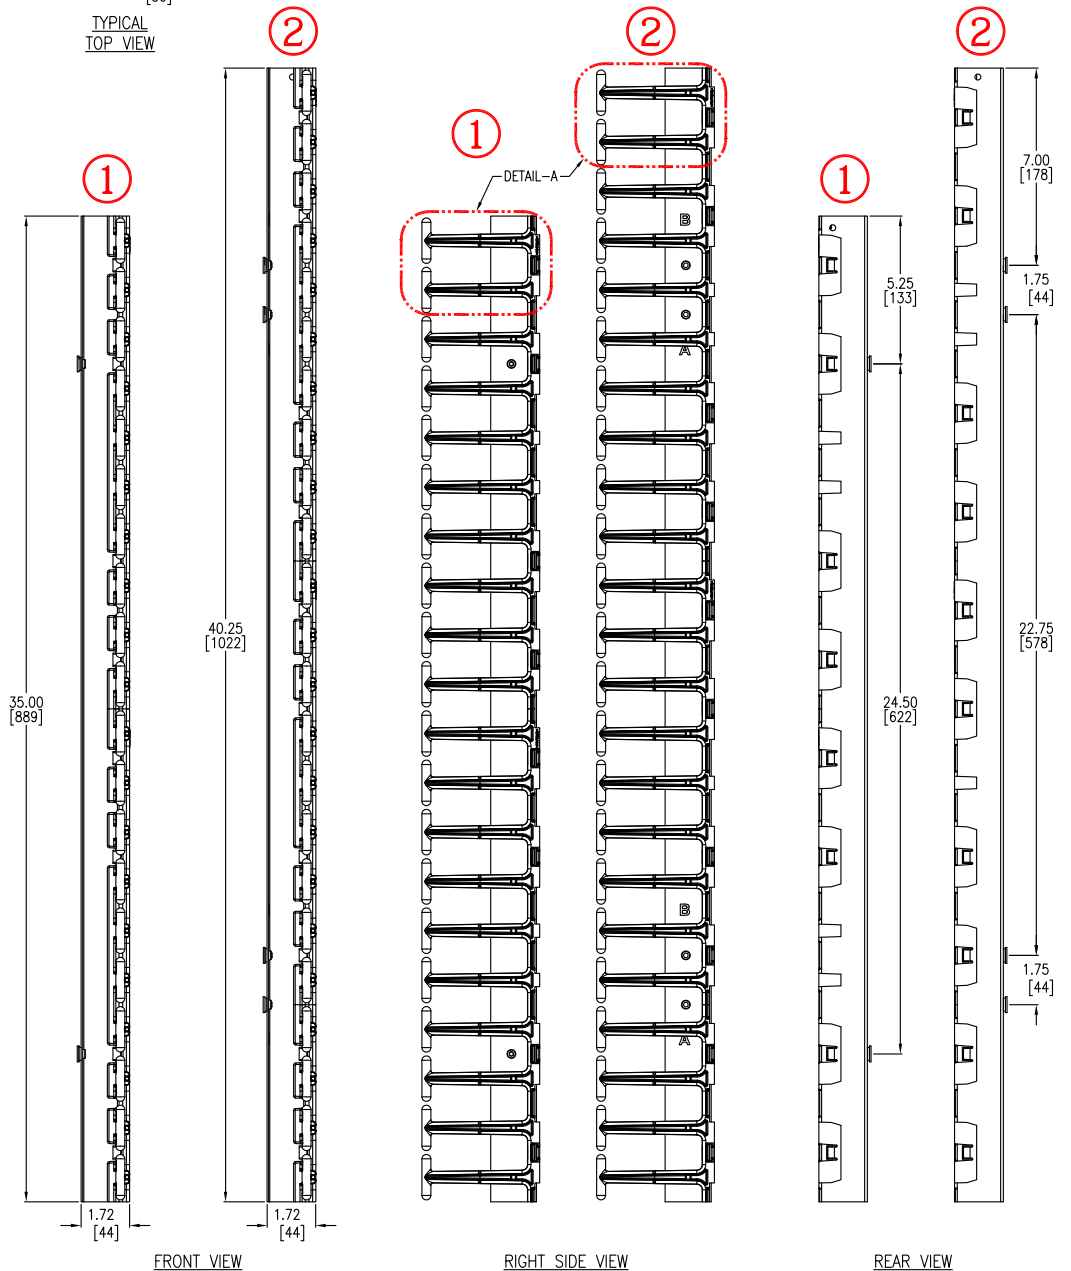 TYPICAL
TOP VIEW
2
2
2
1
1
1
DETAIL-A
7.00
[178]
1.75
[44]
5.25
[133]
B
A
40.25
[1022]
22.75
[578]
35.00
[889]
24.50
[622]
B
A
1.75
[44]
1.72
[44]
1.72
[44]
FRONT VIEW
RIGHT SIDE VIEW
REAR VIEW